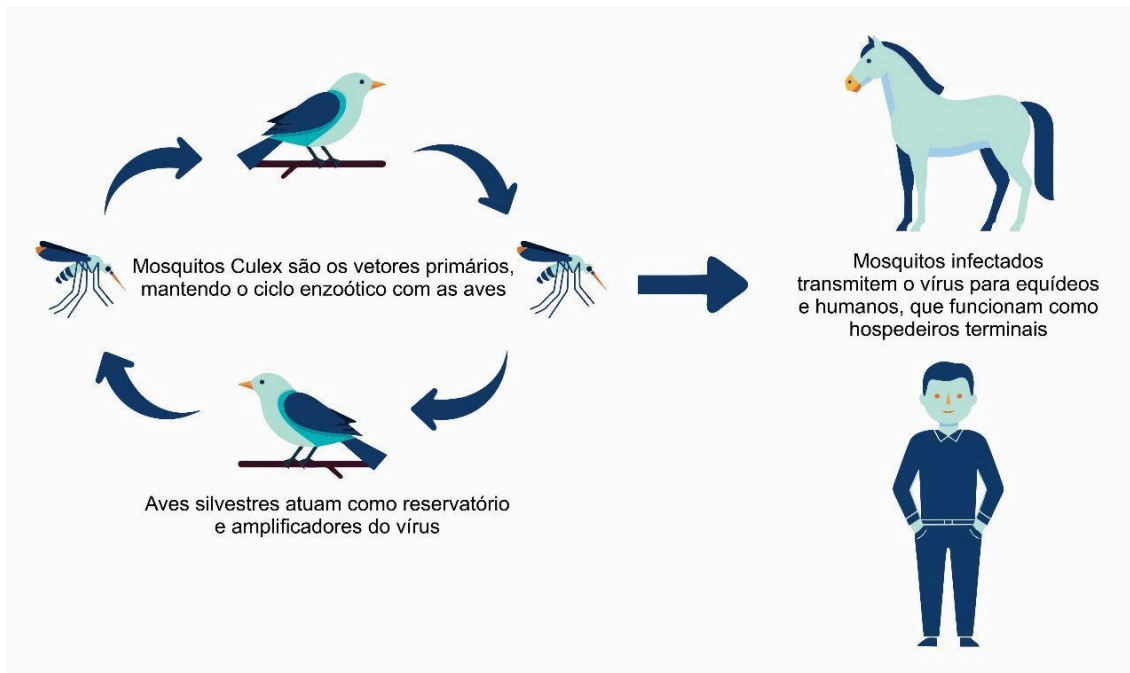 Mosquitos Culex são os vetores primários,
mantendo o ciclo enzoótico com as aves
Mosquitos infectados
transmitem o vírus para equídeos
e humanos, que funcionam como
hospedeiros terminais
Aves silvestres atuam como reservatório
e amplificadores do vírus